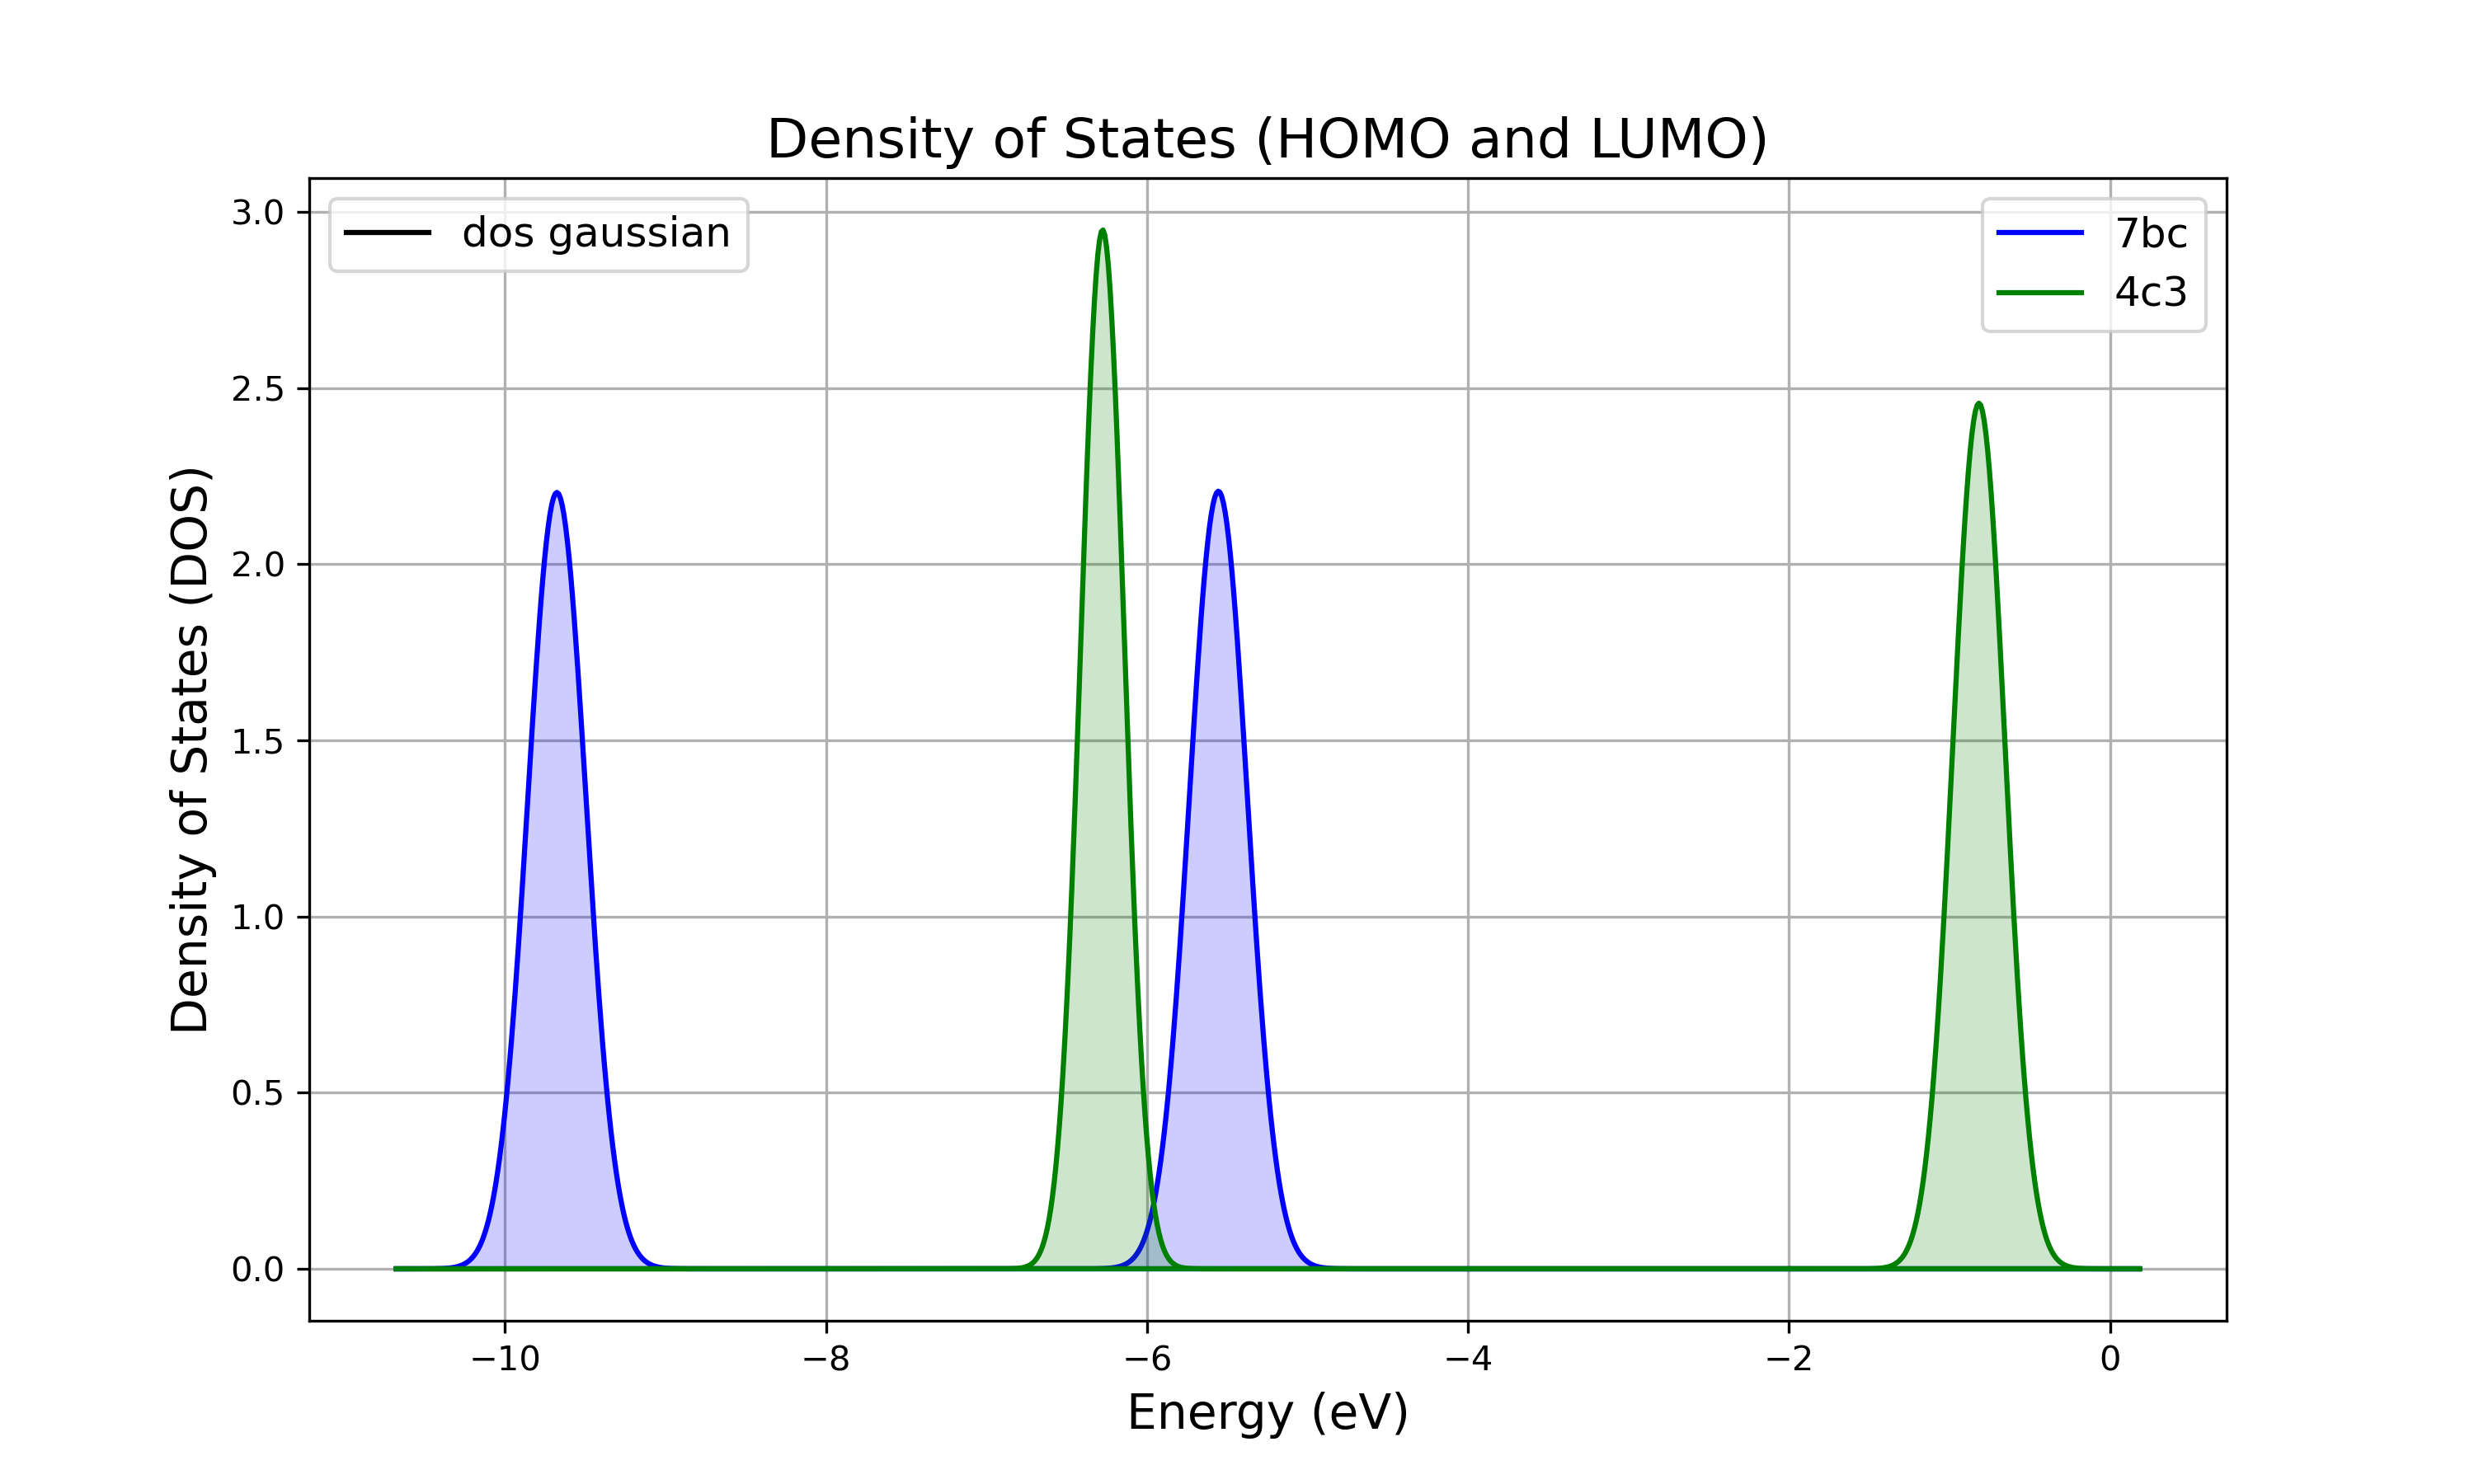 Density of States (HOMO and LUMO)
dos gaussian
7bc
4c3
Density of States (DOS)
3.0
2.5
2.0
1.5
1.0
0.5
0.0
−10
−8
−6
−4
−2
0
Energy (eV)